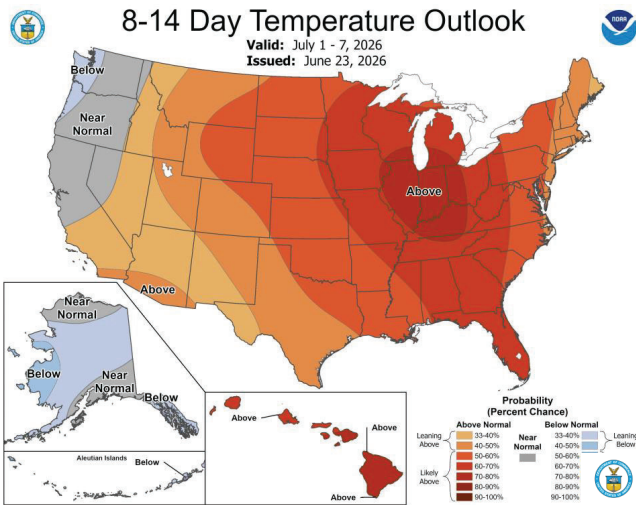 8-14 Day Temperature Outlook
Valid: July 1 - 7, 2026
Issued: June 23, 2026
NOAA
Below
Near
Normal
Above
Above
Near
Normal
Below
Near
Normal
Below
Aleutian Islands
Below
Above
Above
Above
Probability
(Percent Chance)
Above Normal
Below Normal
Leaning
Above
33-40%
40-50%
Likely
Above
50-60%
60-70%
70-80%
80-90%
90-100%
Near
Normal
33-40%
40-50%
50-60%
60-70%
70-80%
80-90%
90-100%
Leaning
Below